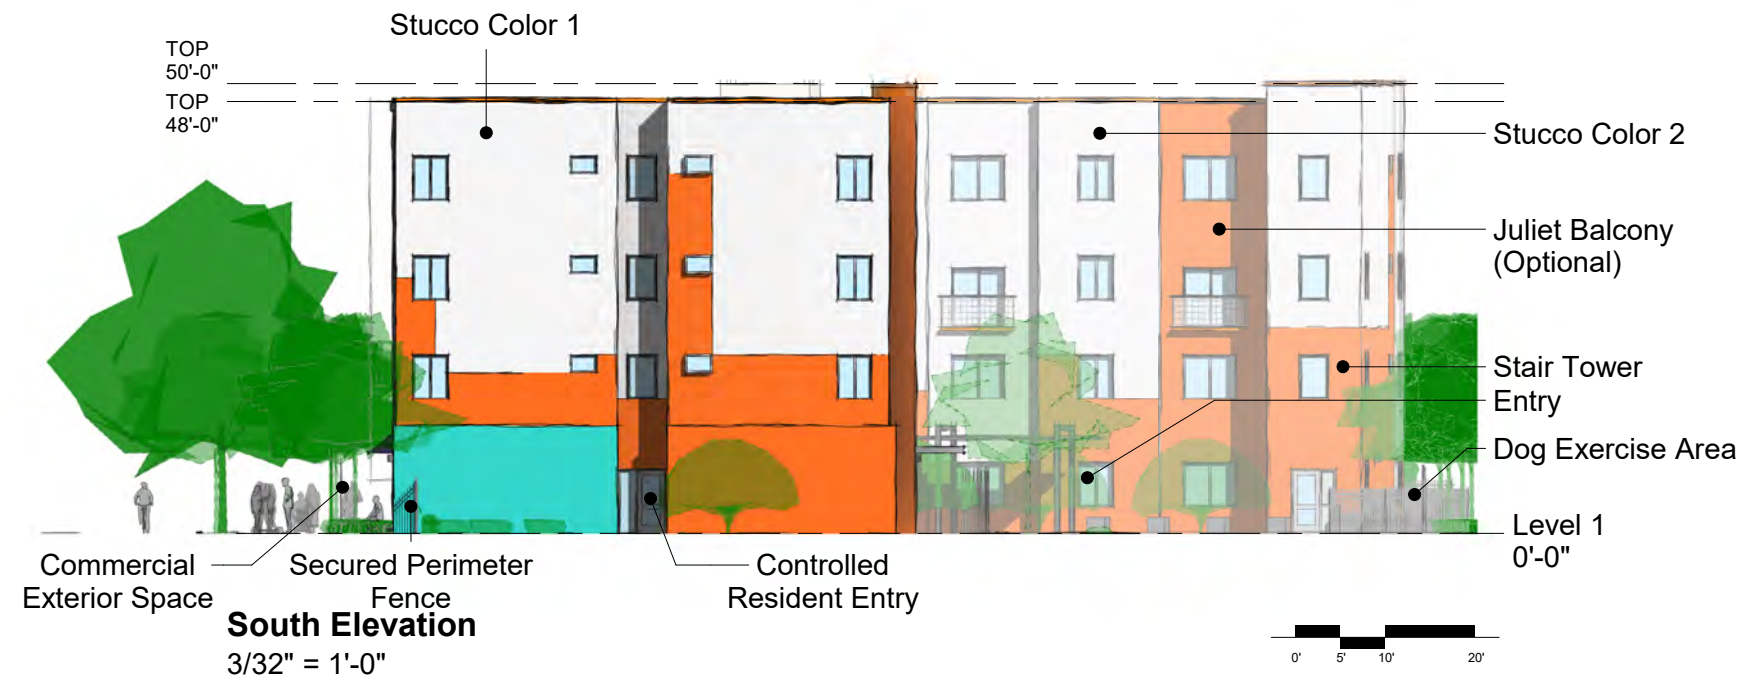 Stucco Color 1
TOP
50'-0"
TOP
48'-0"
Stucco Color 2
Juliet Balcony
(Optional)
Stair Tower
Entry
Dog Exercise Area
Level 1
0'-0"
Commercial
Exterior Space
Secured Perimeter
Fence
Controlled
Resident Entry
South Elevation
3/32" = 1'-0"
0' 5' 10' 20'